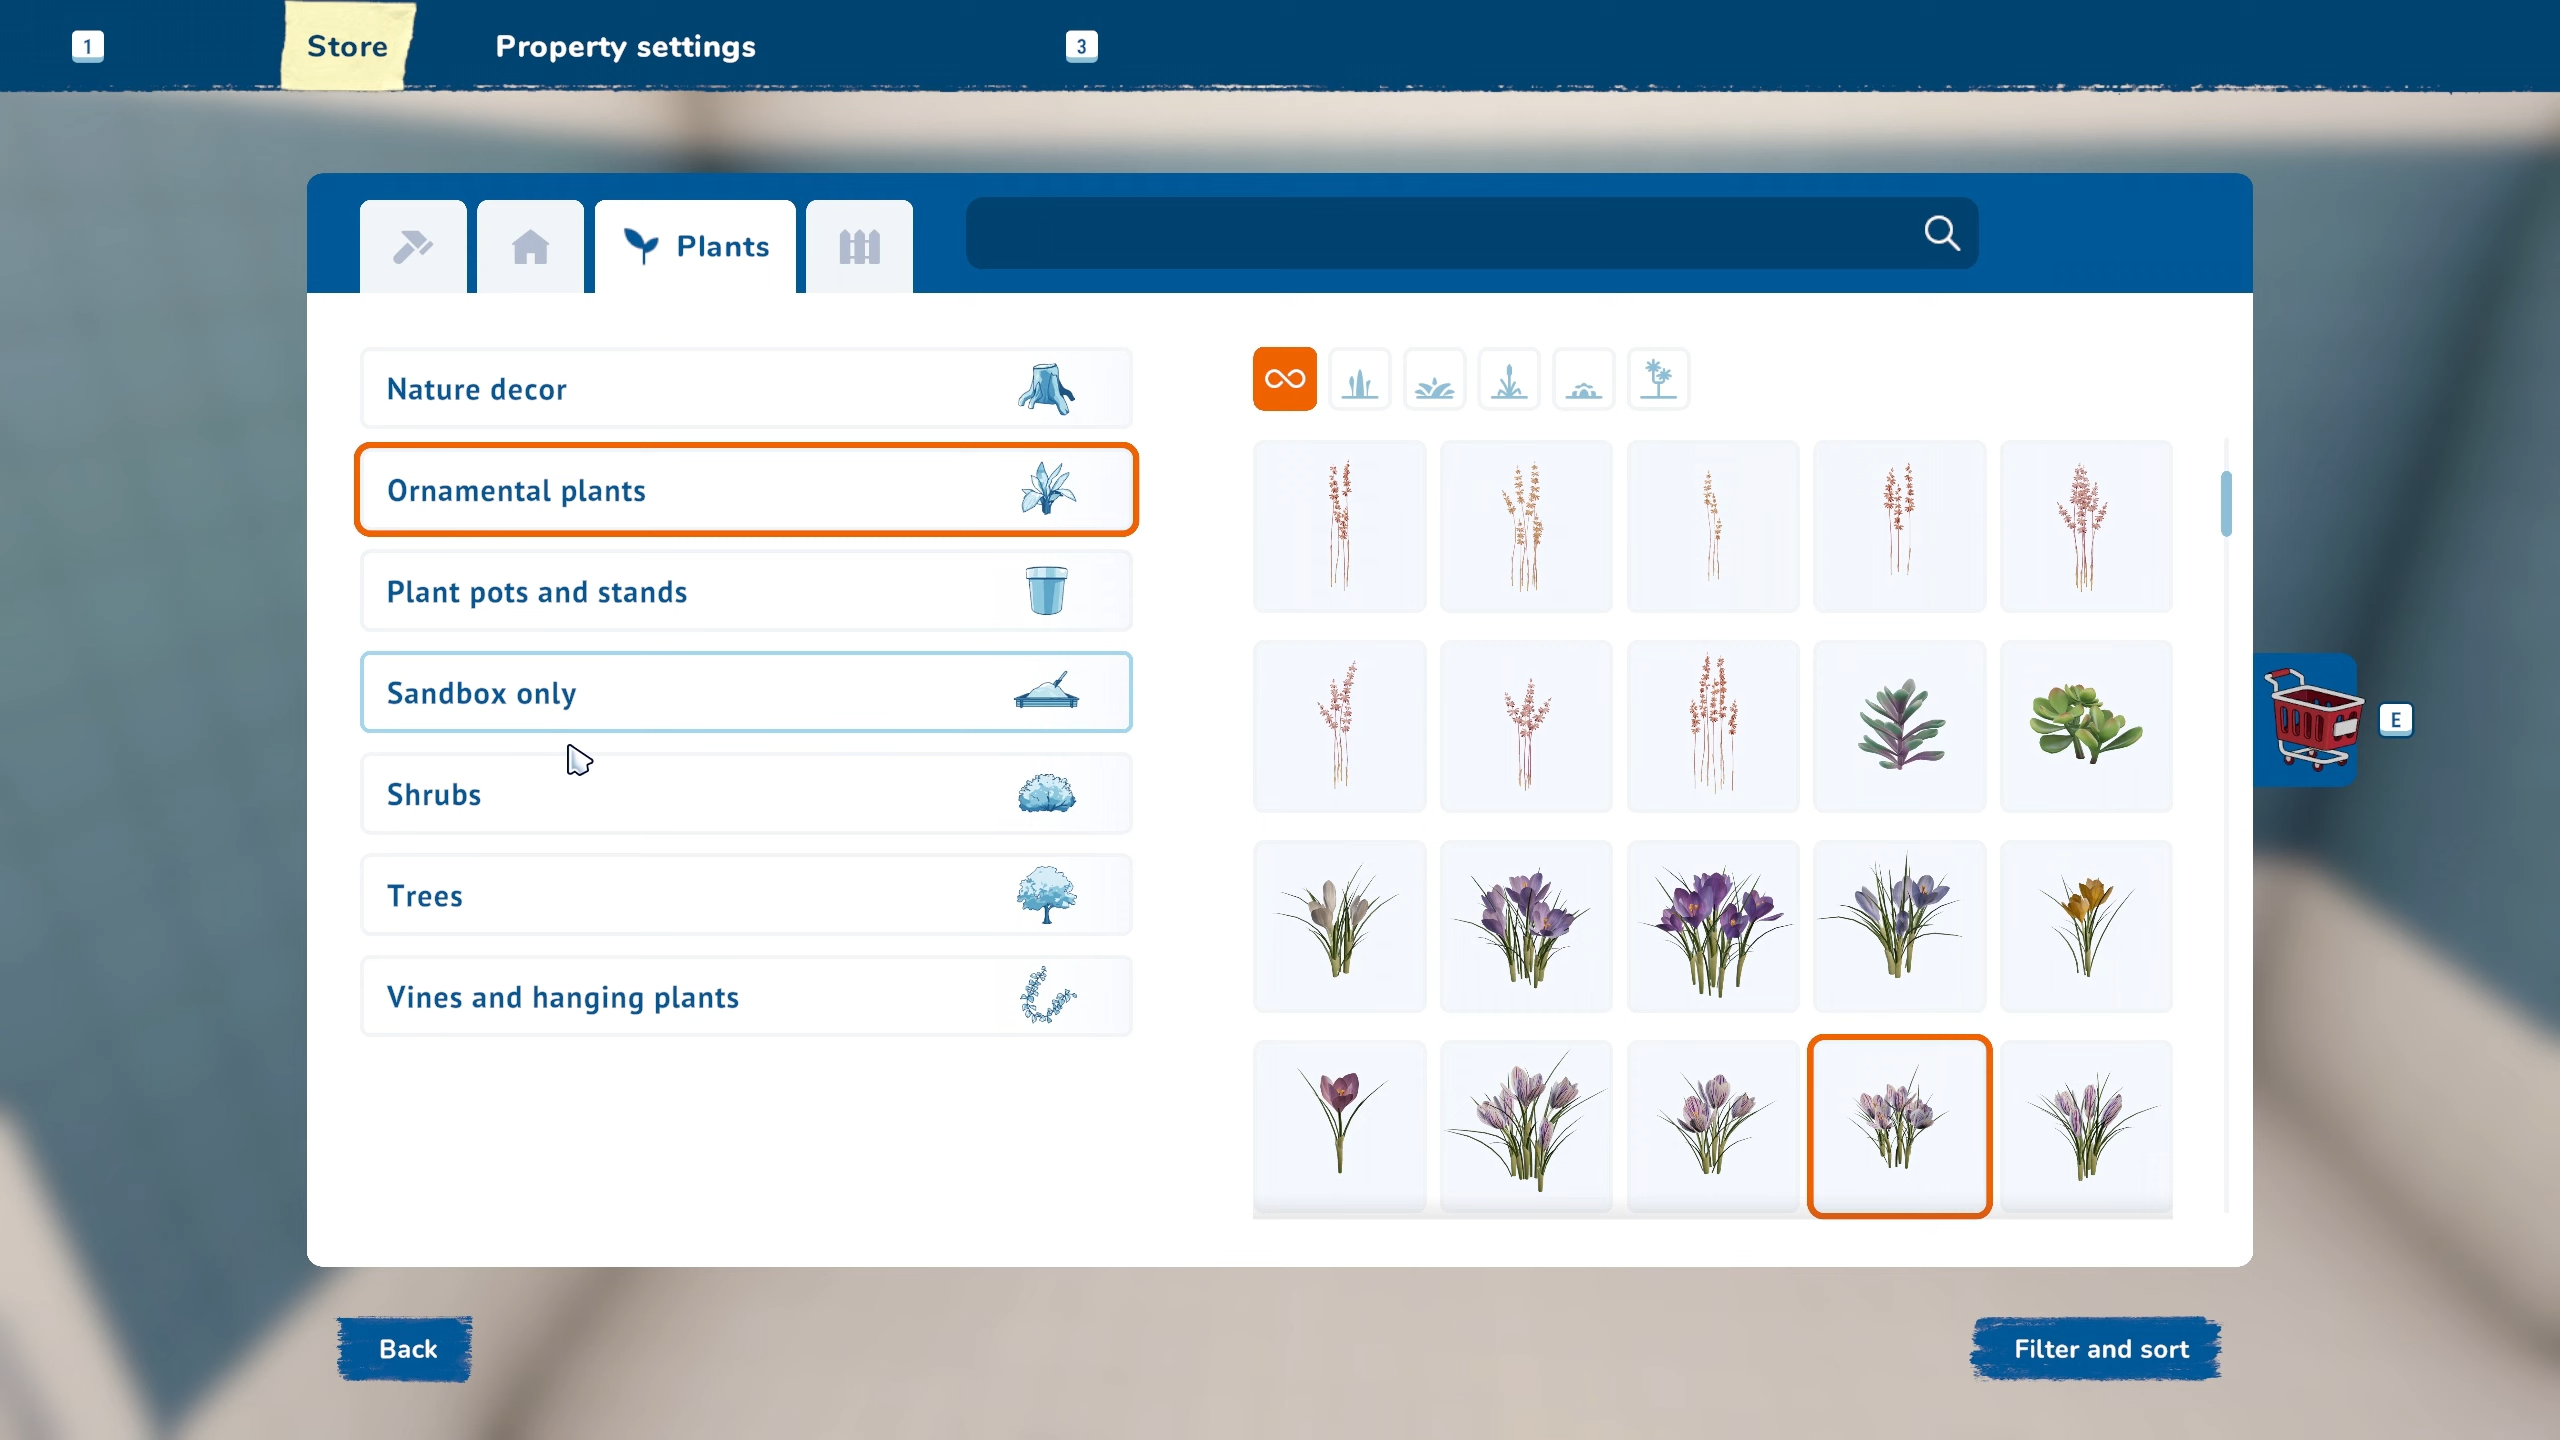 1
Store
Property settings
3
Plants
Nature decor
Ornamental plants
Plant pots and stands
Sandbox only
Shrubs
Trees
Vines and hanging plants
E
Back
Filter and sort